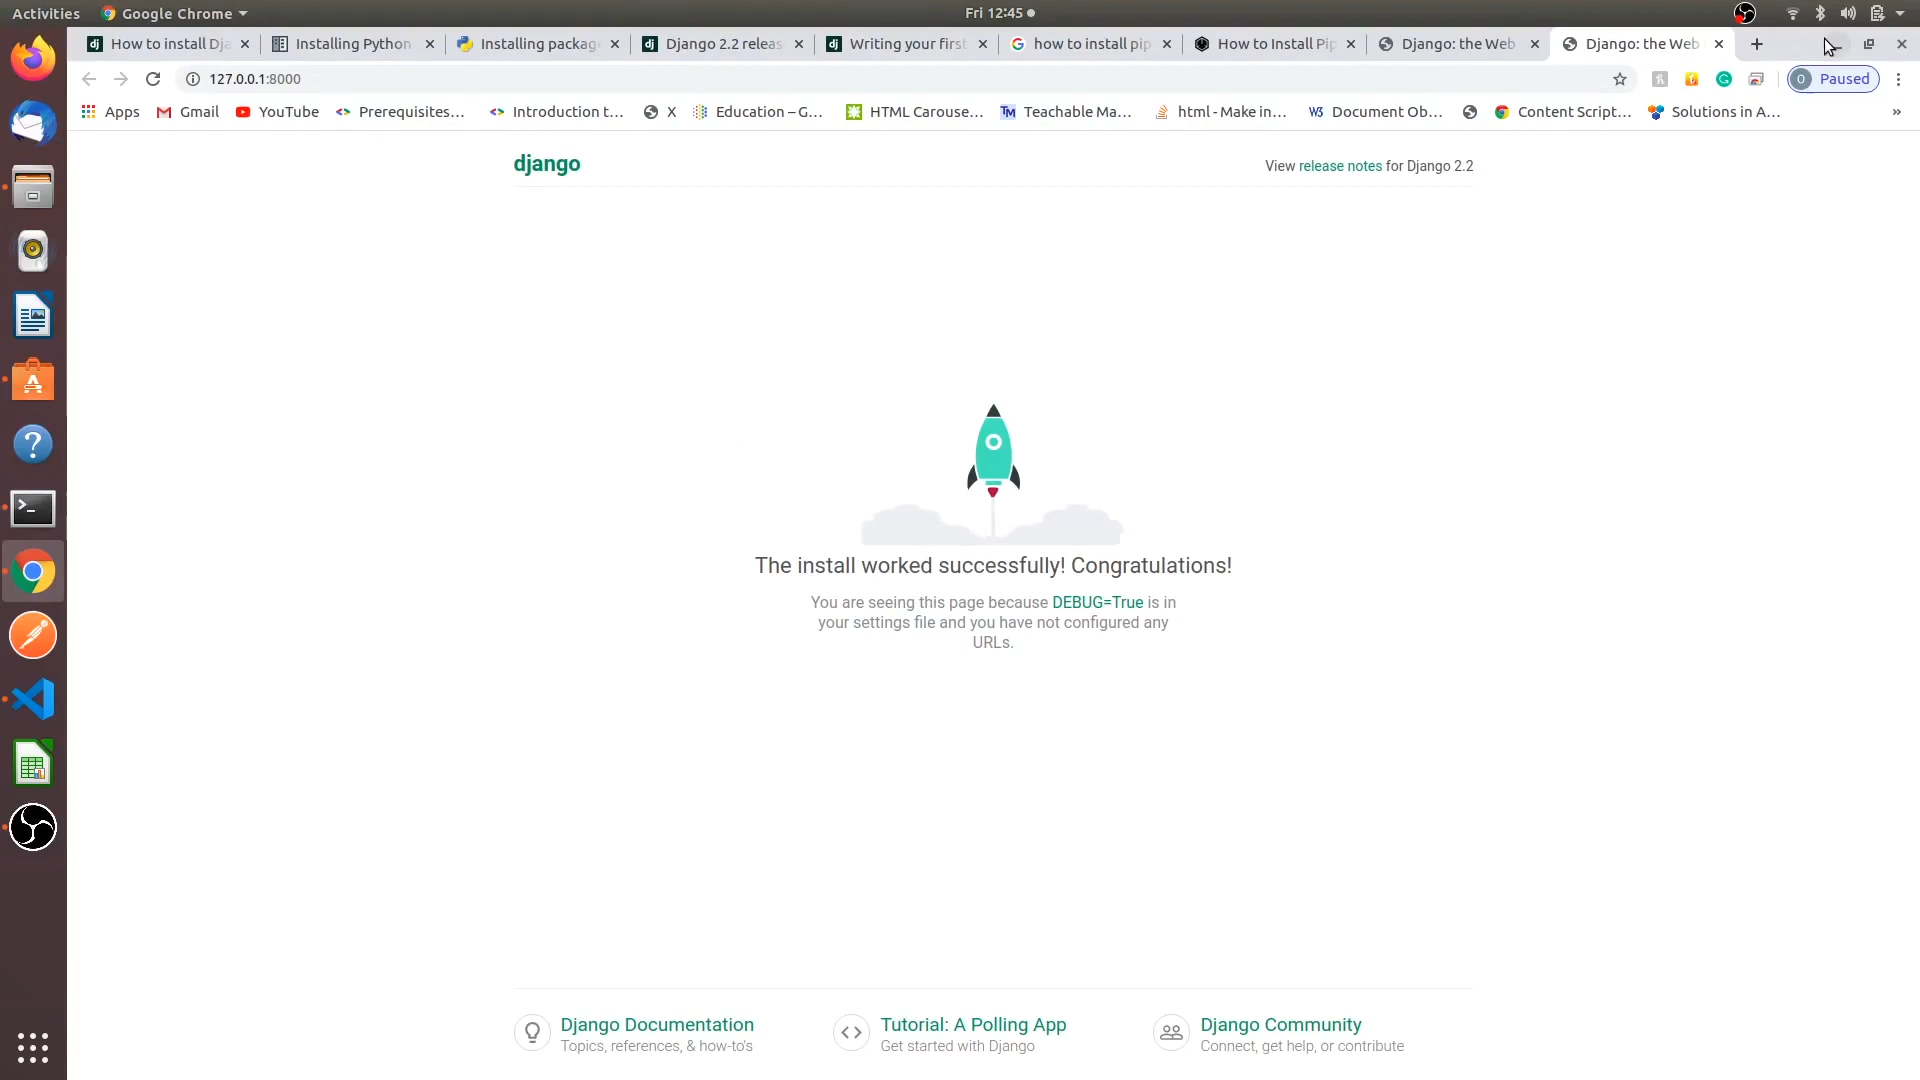 Activities
Google Chrome
Fri 12:45
How to install Dja
Installing Python
Installing packag
Django 2.2 releas
Writing your first
how to install pip
How to Install Pip
Django: the Web
Django: the Web
127.0.0.1:8000
O Paused
Apps
Gmail
YouTube
Prerequisites...
Introduction t...
X
Education – G...
HTML Carouse...
Teachable Ma...
html - Make in...
Document Ob...
Content Script...
Solutions in A...
»
django
View release notes for Django 2.2
The install worked successfully! Congratulations!
You are seeing this page because DEBUG=True is in
your settings file and you have not configured any
URLs.
Django Documentation
Topics, references, & how-to's
Tutorial: A Polling App
Get started with Django
Django Community
Connect, get help, or contribute